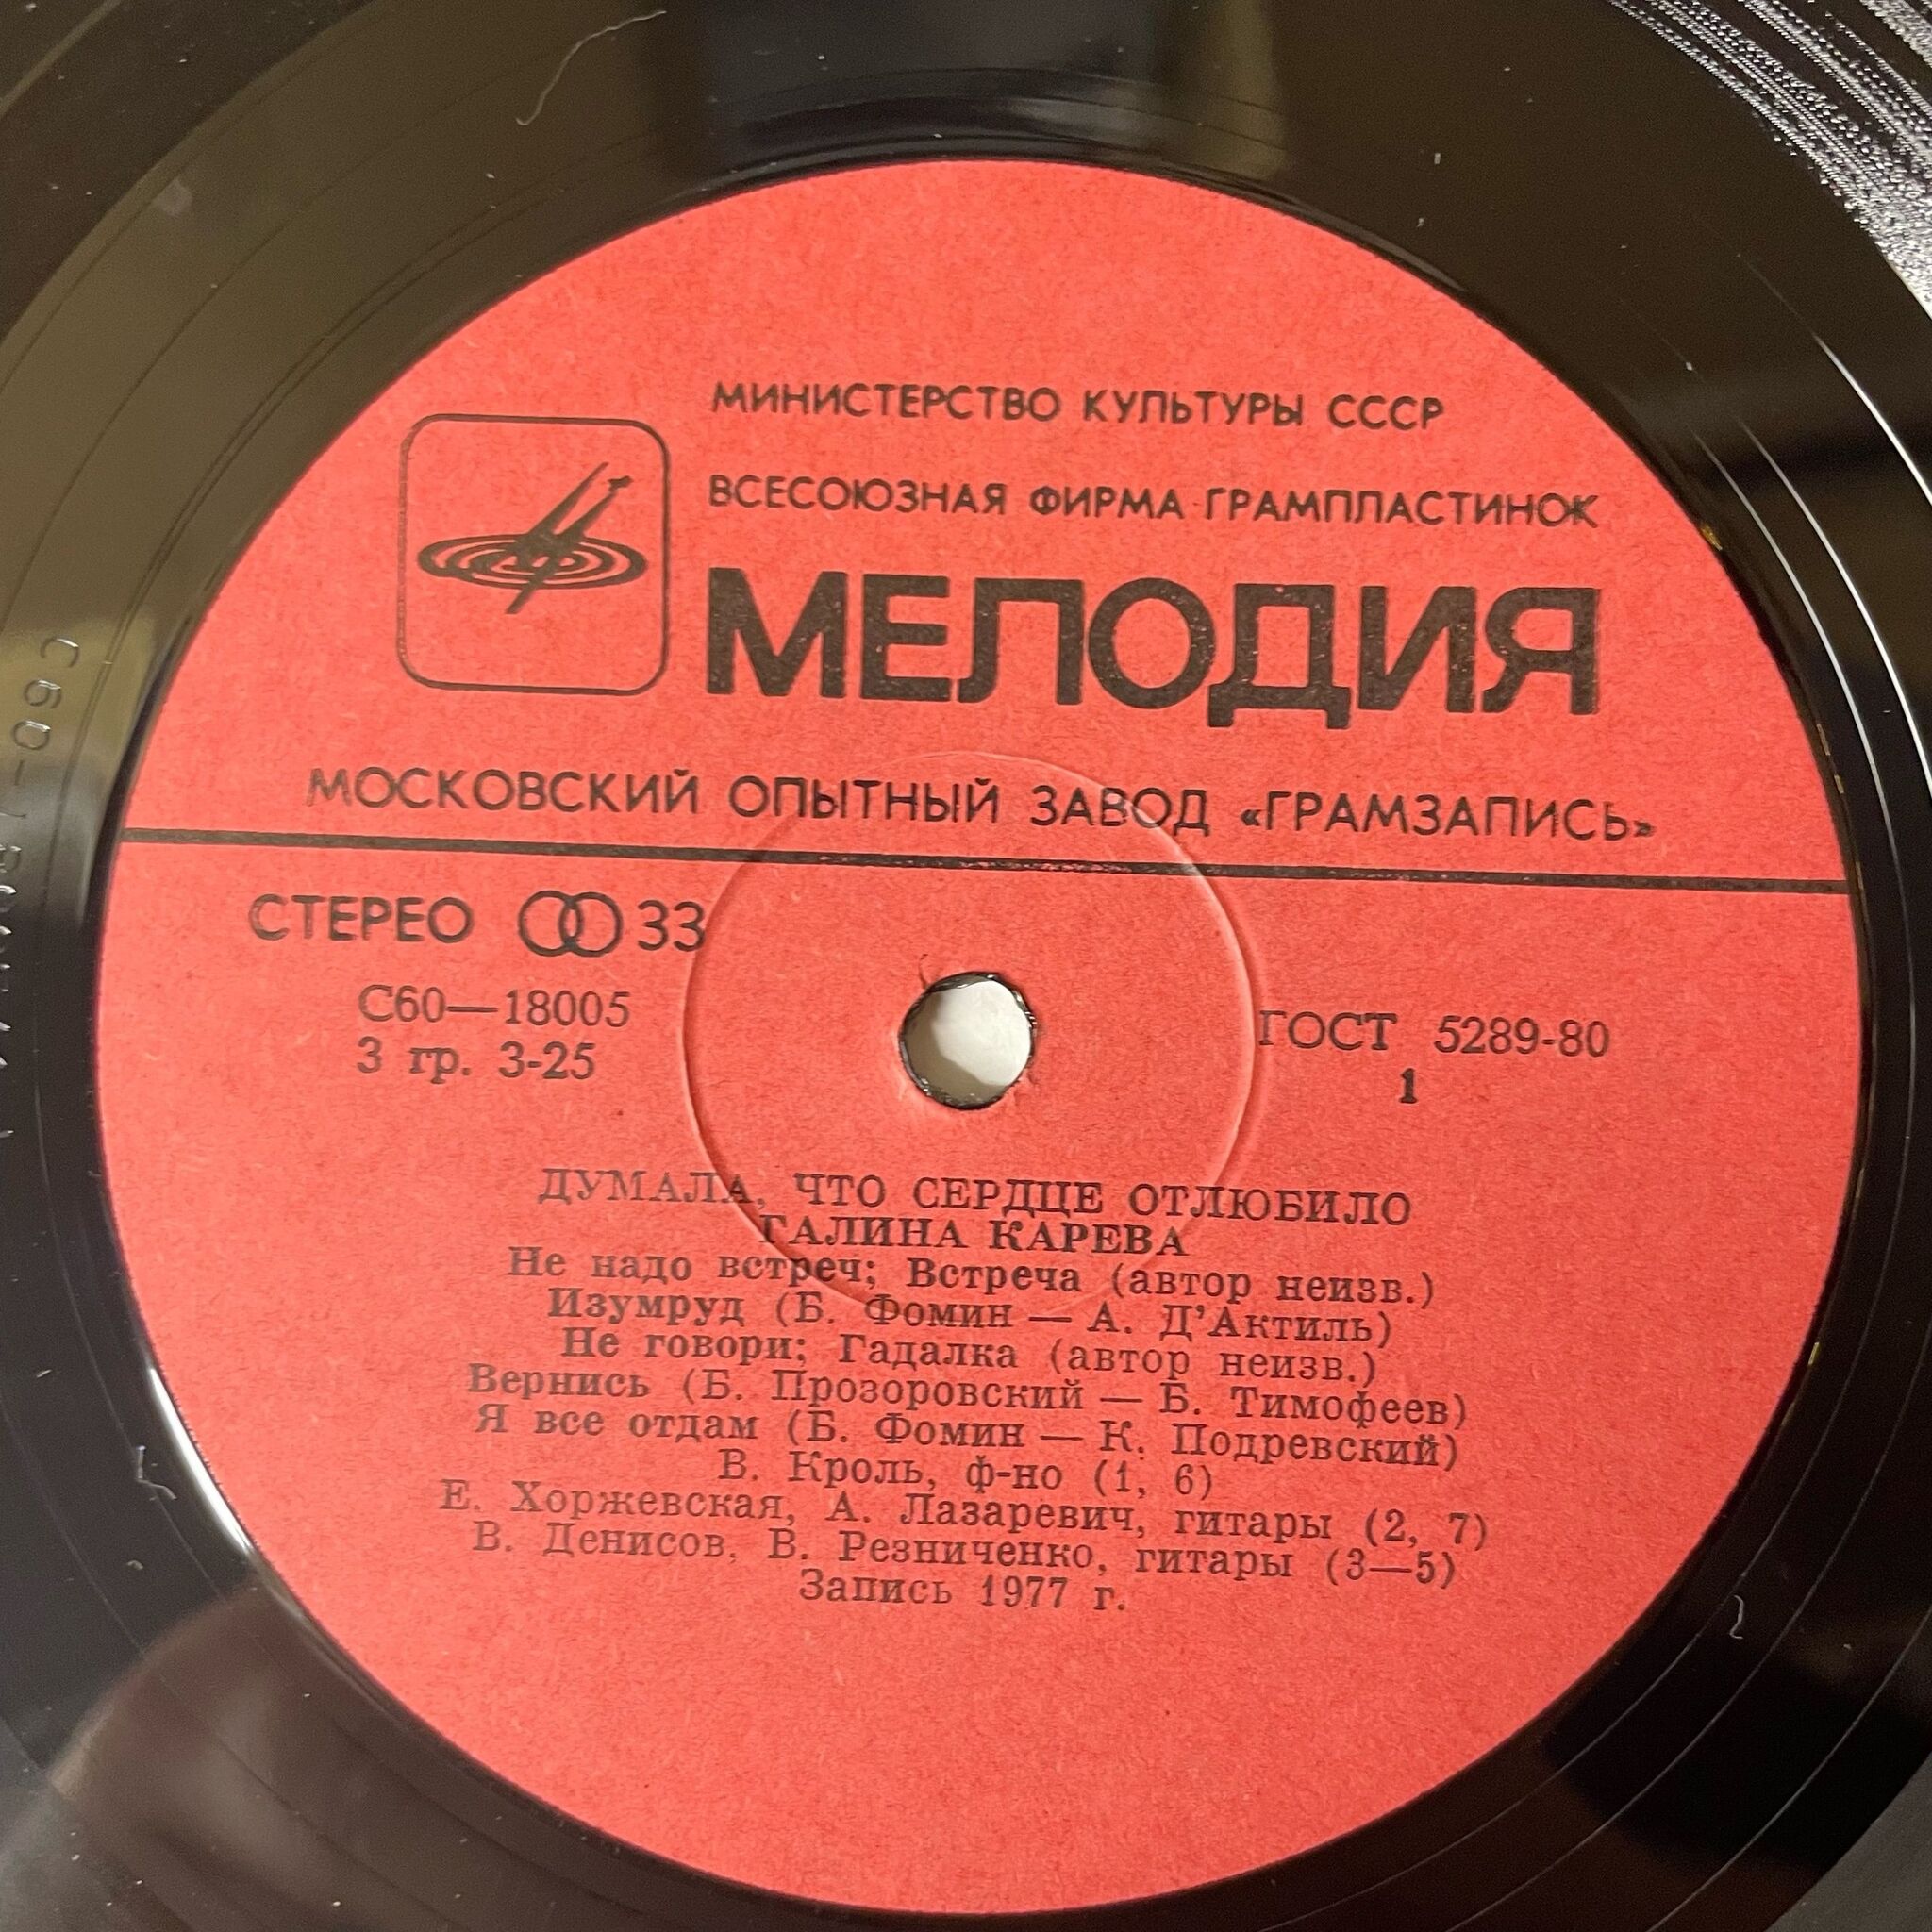 МИНИСТЕРСТВО КУЛЬТУРЫ СССР
ВСЕСОЮЗНАЯ ФИРМА ГРАМПЛАСТИНОК
МЕЛОДИЯ
МОСКОВСКИЙ ОПЫТНЫЙ ЗАВОД «ГРАМЗАПИСЬ»
СТЕРЕО 33
С60—18005
3 гр. 3-25
ГОСТ 5289-80
1
ДУМАЛА, ЧТО СЕРДЦЕ ОТЛЮБИЛО
ГАЛИНА КАРЕВА
Не надо встреч; Встреча (автор неизв.)
Изумруд (Б. Фомин — А. Д'Актиль)
Не говори; Гадалка (автор неизв.)
Вернись (Б. Прозоровский — Б. Тимофеев)
Я все отдам (Б. Фомин — К. Подревский)
В. Кроль, ф-но (1, 6)
Е. Хоржевская, А. Лазаревич, гитары (2, 7)
В. Денисов, В. Резниченко, гитары (3—5)
Запись 1977 г.